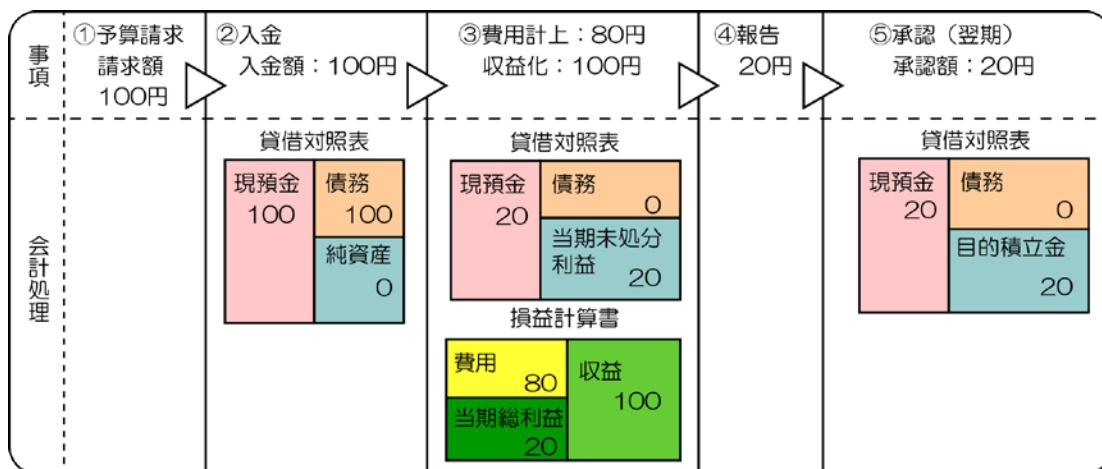 事項
①予算請求
請求額
100円
②入金
入金額：100円
③費用計上：80円
収益化：100円
④報告
20円
⑤承認（翌期）
承認額：20円
会計処理
貸借対照表
現預金
100
債務
100
純資産
0
貸借対照表
現預金
20
債務
0
当期未処分
利益
20
損益計算書
費用
80
当期総利益
20
収益
100
貸借対照表
現預金
20
債務
0
目的積立金
20